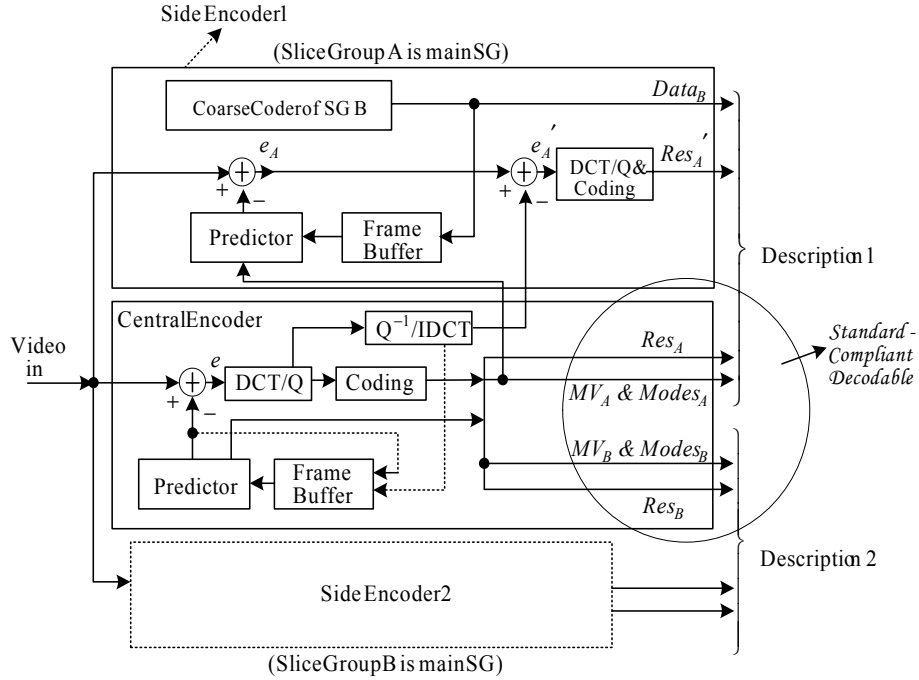 Side Encoder1
(Slice Group A is main SG)
Coarse Coder of SG B
Data_B
e_A
e_A'
Res_A'
+
−
+
−
DCT/Q&
Coding
Predictor
Frame
Buffer
Description 1
Central Encoder
Q⁻¹/IDCT
Video
in
e
DCT/Q
Coding
Res_A
Standard-
Compliant
Decodable
+
−
MV_A & Modes_A
MV_B & Modes_B
Predictor
Frame
Buffer
Res_B
Description 2
Side Encoder2
(Slice Group B is main SG)